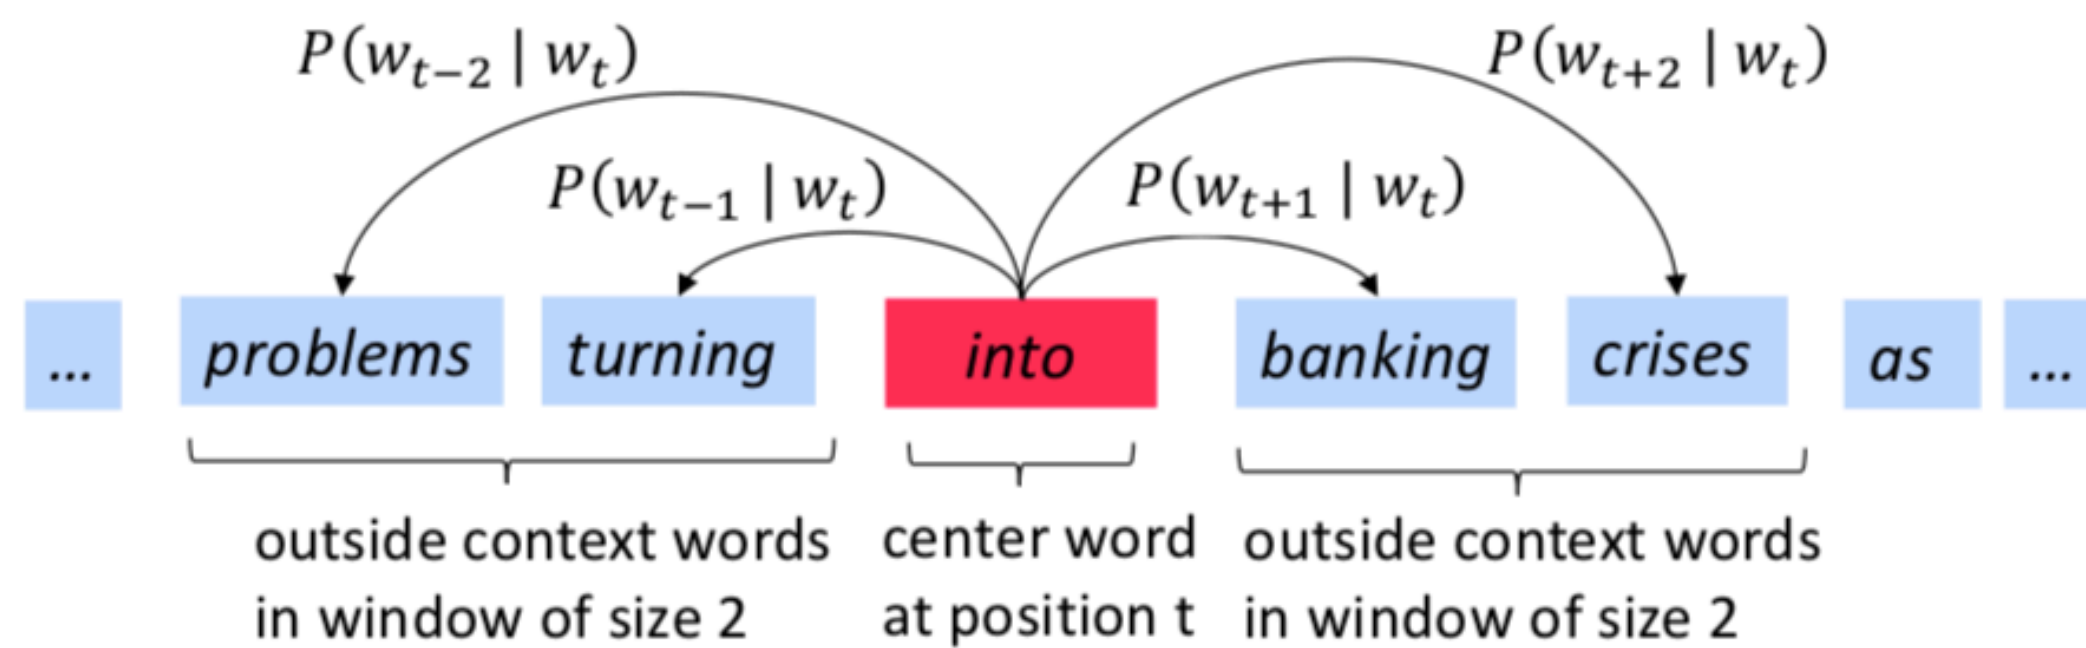 P(w_{t−2} | w_t)
P(w_{t+2} | w_t)
P(w_{t−1} | w_t)
P(w_{t+1} | w_t)
... problems turning into banking crises as ...
outside context words
in window of size 2
center word
at position t
outside context words
in window of size 2